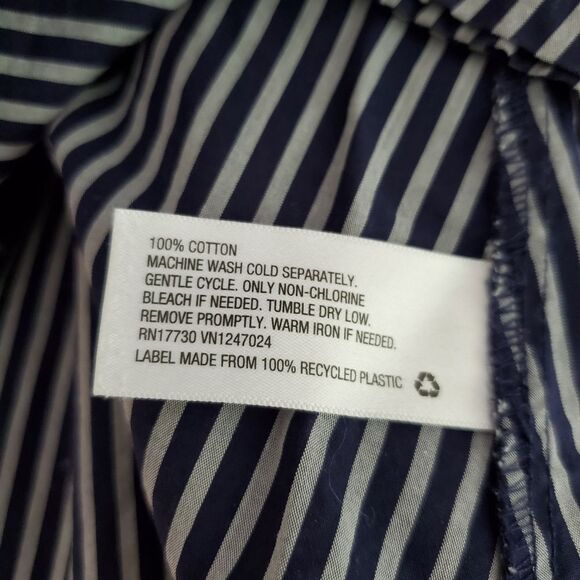 100% COTTON
MACHINE WASH COLD SEPARATELY.
GENTLE CYCLE. ONLY NON-CHLORINE
BLEACH IF NEEDED. TUMBLE DRY LOW.
REMOVE PROMPTLY. WARM IRON IF NEEDED.
RN17730 VN1247024
LABEL MADE FROM 100% RECYCLED PLASTIC